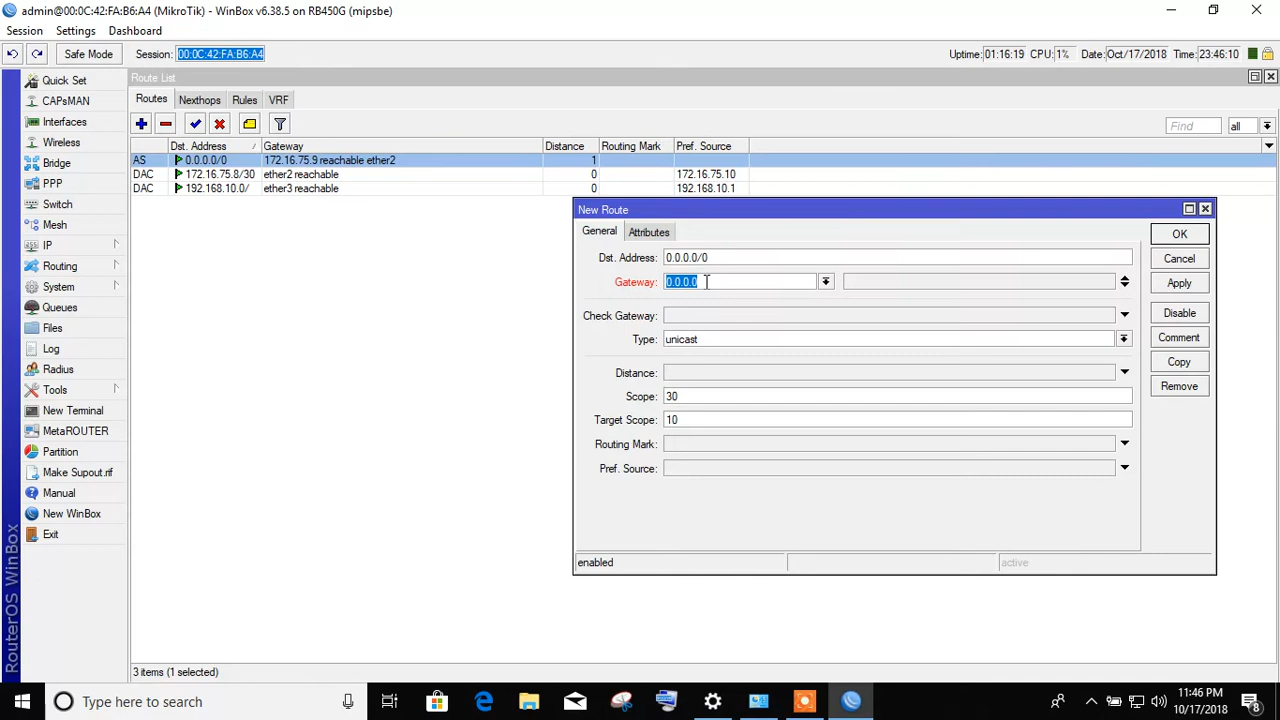 admin@00:0C:42:FA:B6:A4 (MikroTik) - WinBox v6.38.5 on RB450G (mipsbe)
Session Settings Dashboard
Safe Mode Session: 00:0C:42:FA:B6:A4 Uptime: 01:16:19 CPU: 1% Date: Oct/17/2018 Time: 23:46:10
Quick Set
CAPsMAN
Interfaces
Wireless
Bridge
PPP
Switch
Mesh
IP
Routing
System
Queues
Files
Log
Radius
Tools
New Terminal
MetaROUTER
Partition
Make Supout.rif
Manual
New WinBox
Exit
RouterOS WinBox
Route List
Routes Nexthops Rules VRF
Find all
Dst. Address / Gateway Distance Routing Mark Pref. Source
AS 0.0.0.0/0 172.16.75.9 reachable ether2 1
DAC 172.16.75.8/30 ether2 reachable 0 172.16.75.10
DAC 192.168.10.0/ ether3 reachable 0 192.168.10.1
New Route
General Attributes
Dst. Address: 0.0.0.0/0
Gateway: 0.0.0.0
Check Gateway:
Type: unicast
Distance:
Scope: 30
Target Scope: 10
Routing Mark:
Pref. Source:
OK
Cancel
Apply
Disable
Comment
Copy
Remove
enabled active
3 items (1 selected)
Type here to search
11:46 PM
10/17/2018
8